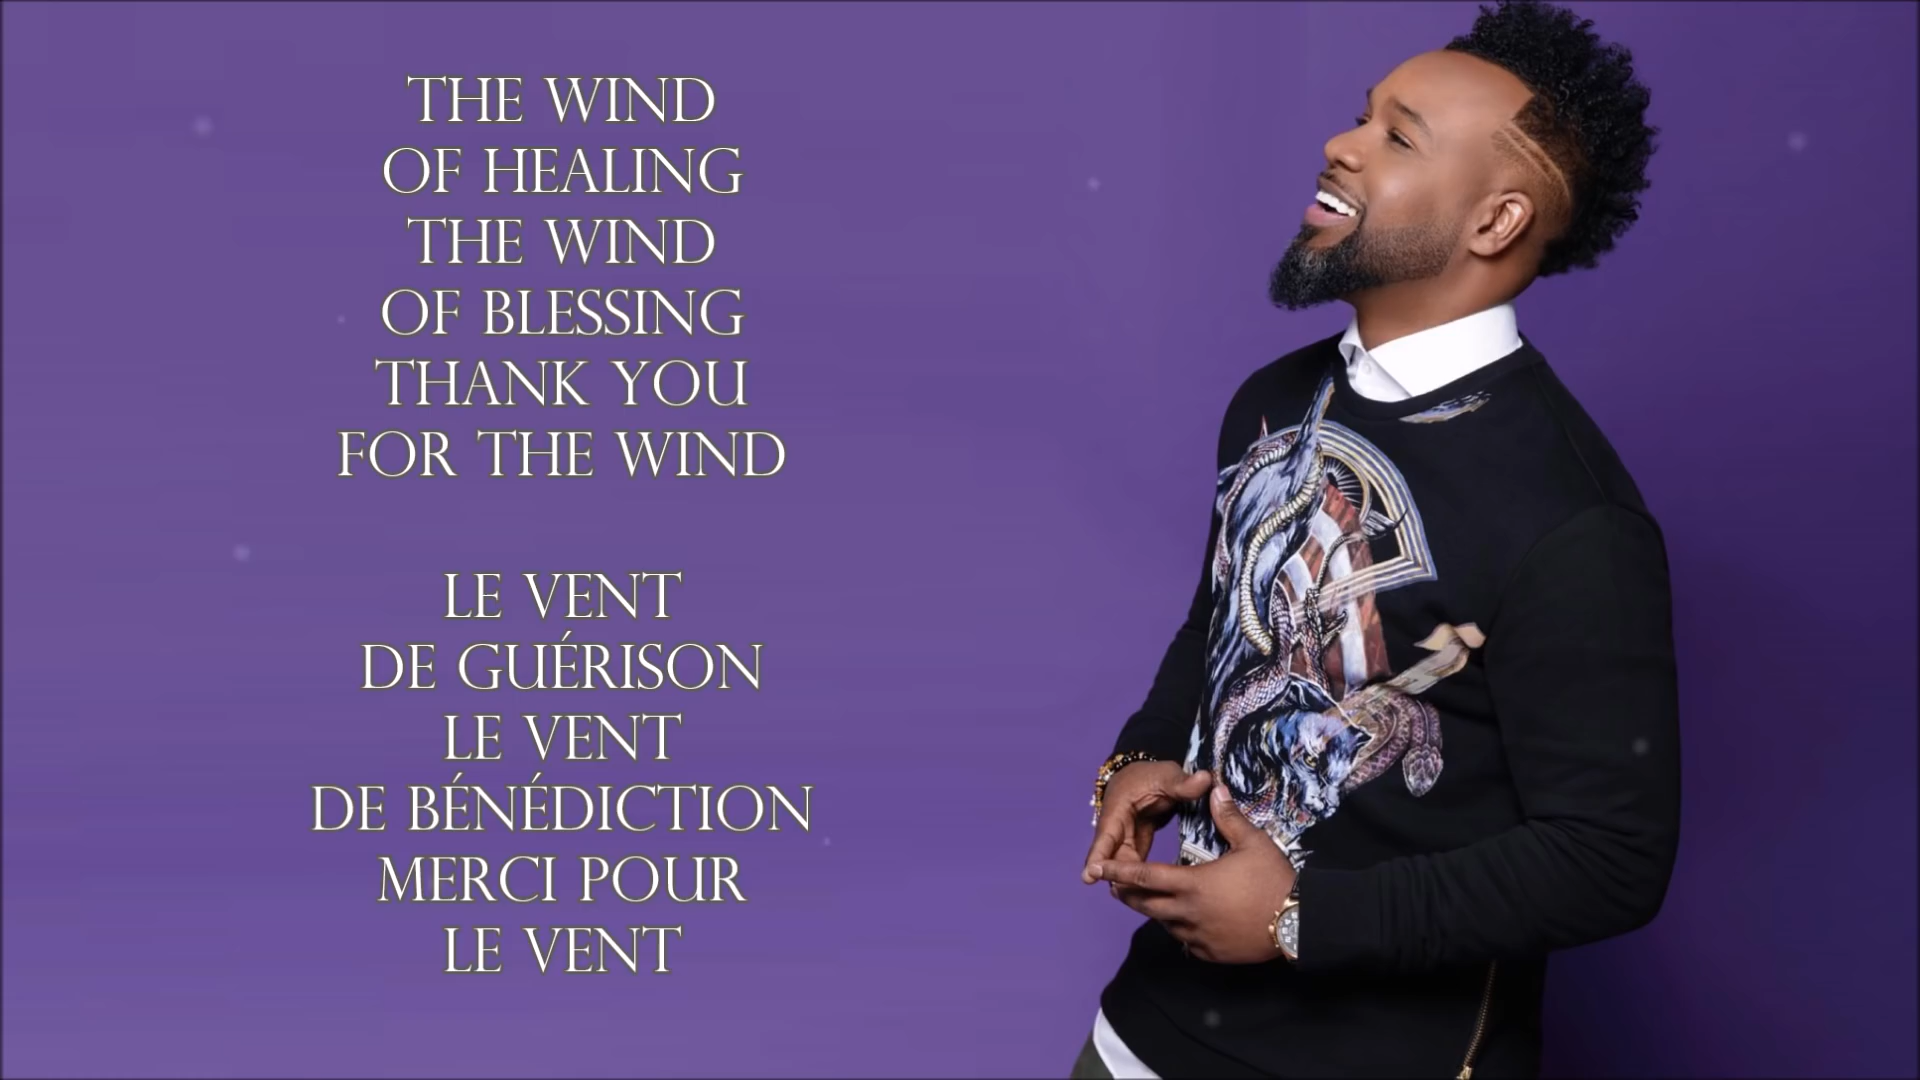 THE WIND
OF HEALING
THE WIND
OF BLESSING
THANK YOU
FOR THE WIND
LE VENT
DE GUÉRISON
LE VENT
DE BÉNÉDICTION
MERCI POUR
LE VENT